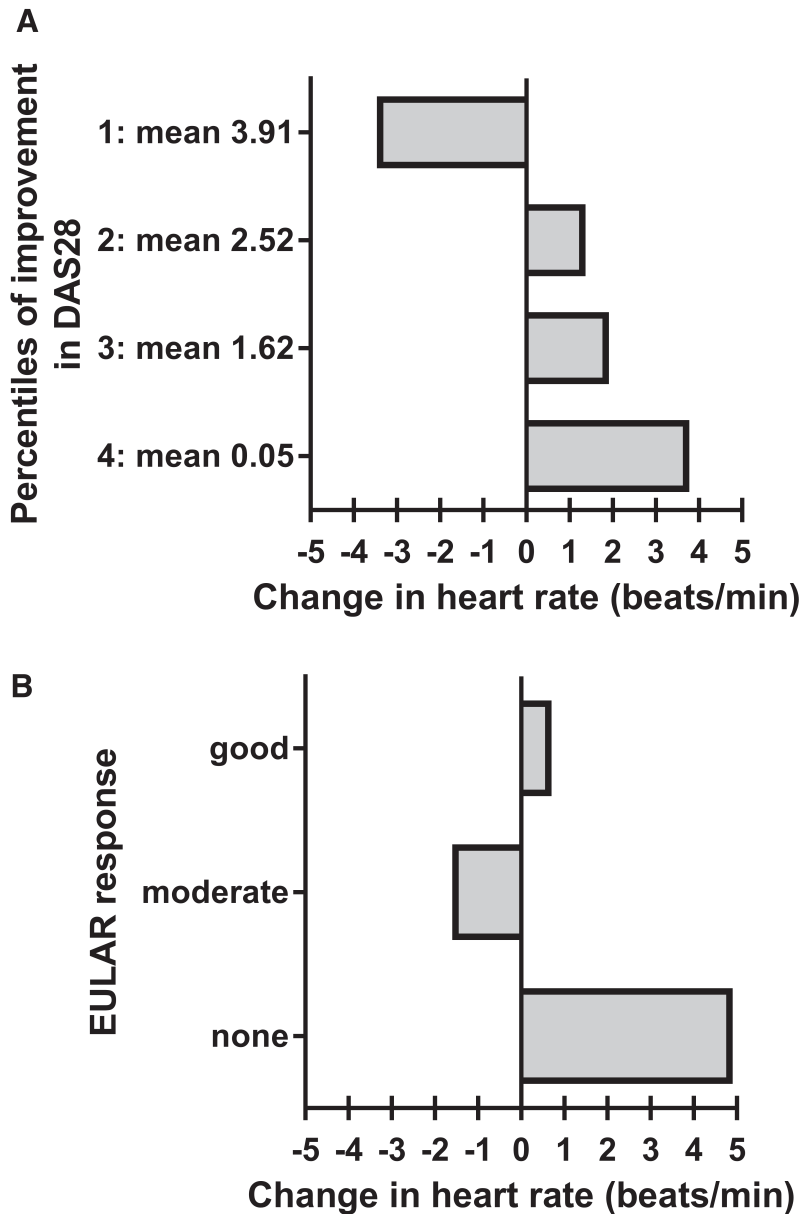 A
Percentiles of improvement
in DAS28
1: mean 3.91
2: mean 2.52
3: mean 1.62
4: mean 0.05
-5 -4 -3 -2 -1 0 1 2 3 4 5
Change in heart rate (beats/min)
B
EULAR response
good
moderate
none
-5 -4 -3 -2 -1 0 1 2 3 4 5
Change in heart rate (beats/min)